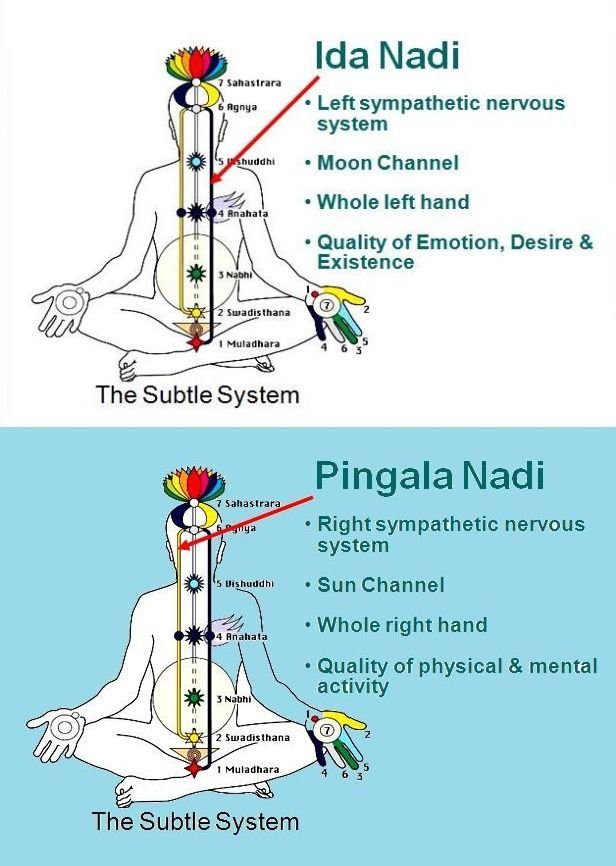 Ida Nadi
• Left sympathetic nervous
system
• Moon Channel
• Whole left hand
• Quality of Emotion, Desire &
Existence
7 Sahastrara
6 Agnya
5 Vishuddhi
4 Anahata
3 Nabhi
2 Swadisthana
1 Muladhara
1
7
2
5
4 6 3
The Subtle System
Pingala Nadi
• Right sympathetic nervous
system
• Sun Channel
• Whole right hand
• Quality of physical & mental
activity
7 Sahastrara
6 Agnya
5 Vishuddhi
4 Anahata
3 Nabhi
2 Swadisthana
1 Muladhara
1
7
2
5
4 6 3
The Subtle System